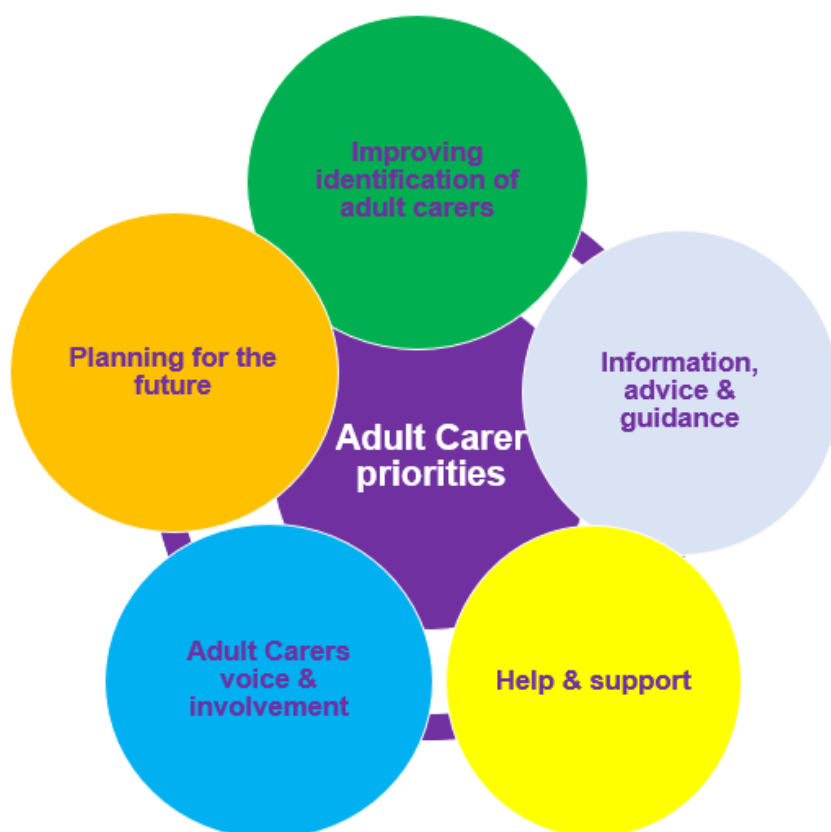 Improving
identification of
adult carers
Planning for the
future
Information,
advice &
guidance
Adult Carer
priorities
Adult Carers
voice &
involvement
Help & support